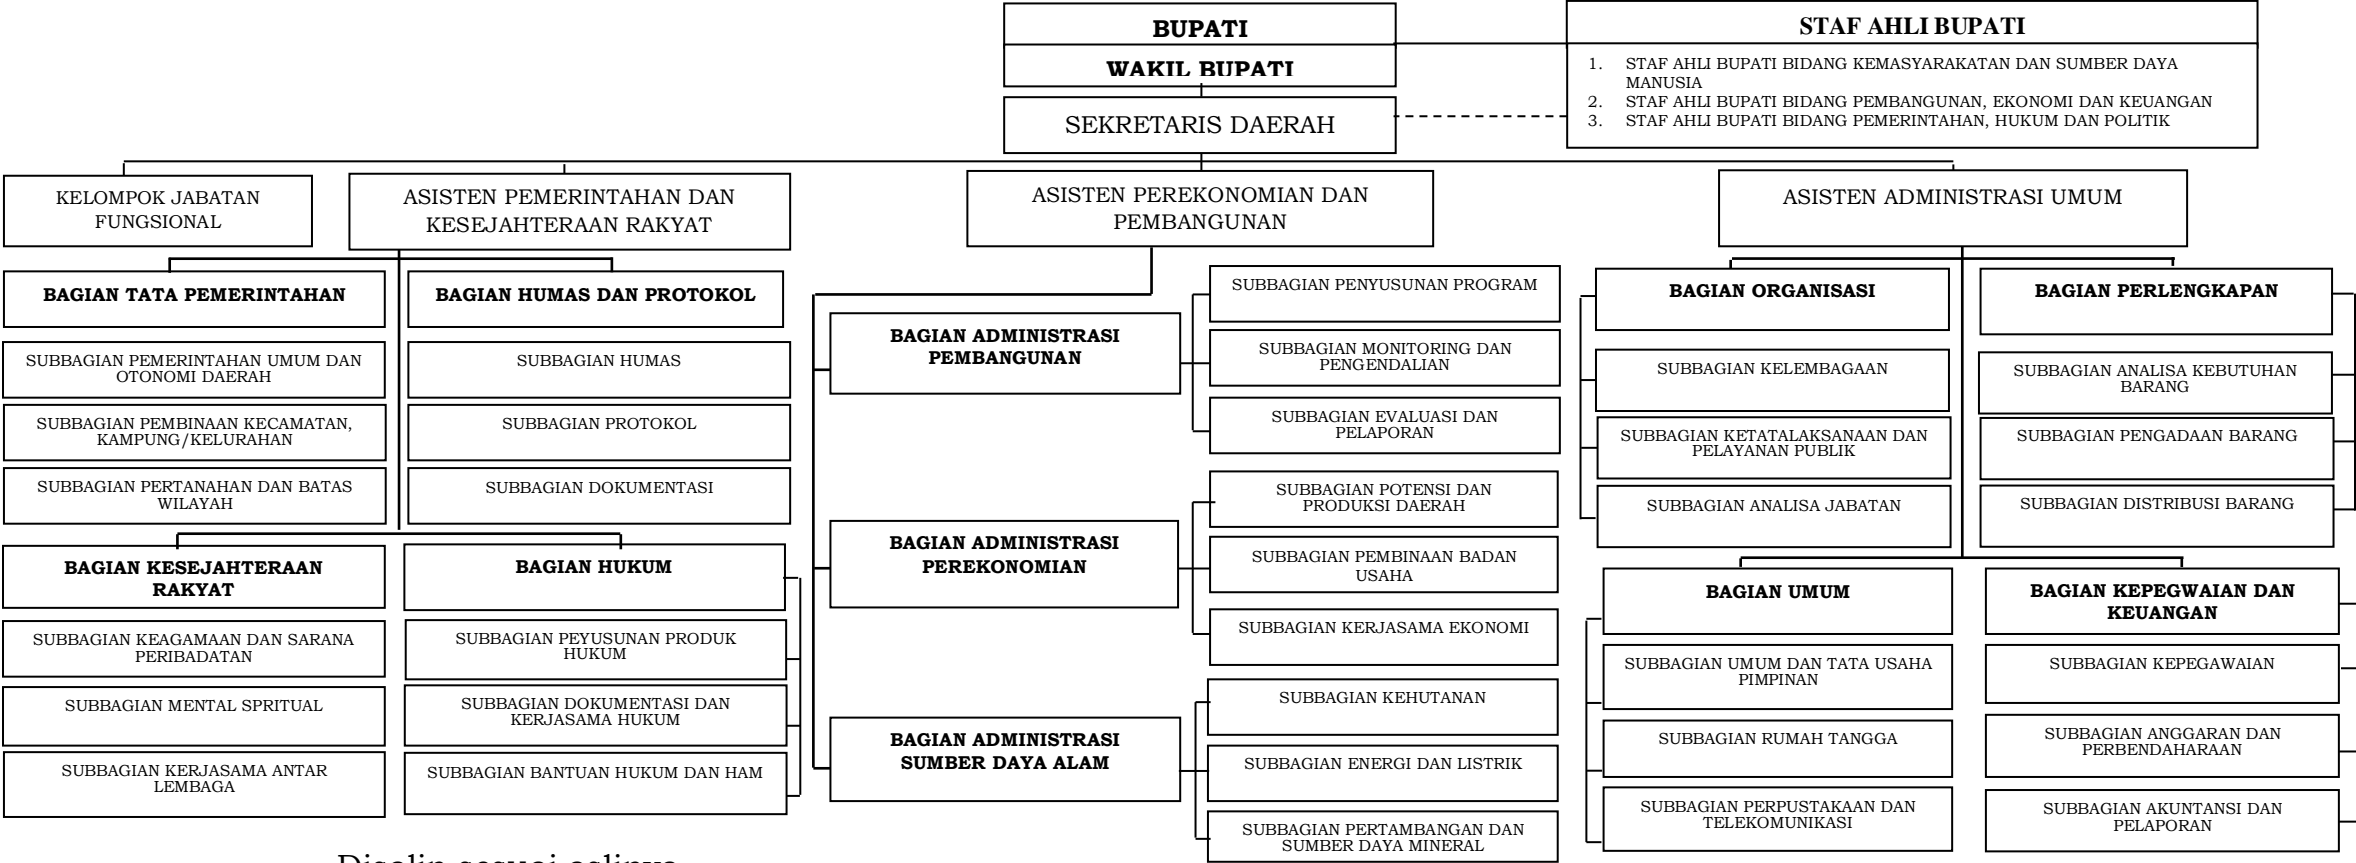 BUPATI
WAKIL BUPATI
SEKRETARIS DAERAH
STAF AHLI BUPATI
1. STAF AHLI BUPATI BIDANG KEMASYARAKATAN DAN SUMBER DAYA
MANUSIA
2. STAF AHLI BUPATI BIDANG PEMBANGUNAN, EKONOMI DAN KEUANGAN
3. STAF AHLI BUPATI BIDANG PEMERINTAHAN, HUKUM DAN POLITIK
KELOMPOK JABATAN
FUNGSIONAL
ASISTEN PEMERINTAHAN DAN
KESEJAHTERAAN RAKYAT
ASISTEN PEREKONOMIAN DAN
PEMBANGUNAN
ASISTEN ADMINISTRASI UMUM
BAGIAN TATA PEMERINTAHAN
SUBBAGIAN PEMERINTAHAN UMUM DAN
OTONOMI DAERAH
SUBBAGIAN PEMBINAAN KECAMATAN,
KAMPUNG/KELURAHAN
SUBBAGIAN PERTANAHAN DAN BATAS
WILAYAH
BAGIAN HUMAS DAN PROTOKOL
SUBBAGIAN HUMAS
SUBBAGIAN PROTOKOL
SUBBAGIAN DOKUMENTASI
BAGIAN KESEJAHTERAAN
RAKYAT
SUBBAGIAN KEAGAMAAN DAN SARANA
PERIBADATAN
SUBBAGIAN MENTAL SPRITUAL
SUBBAGIAN KERJASAMA ANTAR
LEMBAGA
BAGIAN HUKUM
SUBBAGIAN PEYUSUNAN PRODUK
HUKUM
SUBBAGIAN DOKUMENTASI DAN
KERJASAMA HUKUM
SUBBAGIAN BANTUAN HUKUM DAN HAM
BAGIAN ADMINISTRASI
PEMBANGUNAN
SUBBAGIAN PENYUSUNAN PROGRAM
SUBBAGIAN MONITORING DAN
PENGENDALIAN
SUBBAGIAN EVALUASI DAN
PELAPORAN
BAGIAN ADMINISTRASI
PEREKONOMIAN
SUBBAGIAN POTENSI DAN
PRODUKSI DAERAH
SUBBAGIAN PEMBINAAN BADAN
USAHA
SUBBAGIAN KERJASAMA EKONOMI
BAGIAN ADMINISTRASI
SUMBER DAYA ALAM
SUBBAGIAN KEHUTANAN
SUBBAGIAN ENERGI DAN LISTRIK
SUBBAGIAN PERTAMBANGAN DAN
SUMBER DAYA MINERAL
BAGIAN ORGANISASI
SUBBAGIAN KELEMBAGAAN
SUBBAGIAN KETATALAKSANAAN DAN
PELAYANAN PUBLIK
SUBBAGIAN ANALISA JABATAN
BAGIAN PERLENGKAPAN
SUBBAGIAN ANALISA KEBUTUHAN
BARANG
SUBBAGIAN PENGADAAN BARANG
SUBBAGIAN DISTRIBUSI BARANG
BAGIAN UMUM
SUBBAGIAN UMUM DAN TATA USAHA
PIMPINAN
SUBBAGIAN RUMAH TANGGA
SUBBAGIAN PERPUSTAKAAN DAN
TELEKOMUNIKASI
BAGIAN KEPEGWAIAN DAN
KEUANGAN
SUBBAGIAN KEPEGAWAIAN
SUBBAGIAN ANGGARAN DAN
PERBENDAHARAAN
SUBBAGIAN AKUNTANSI DAN
PELAPORAN
Disalin sesuai aslinya